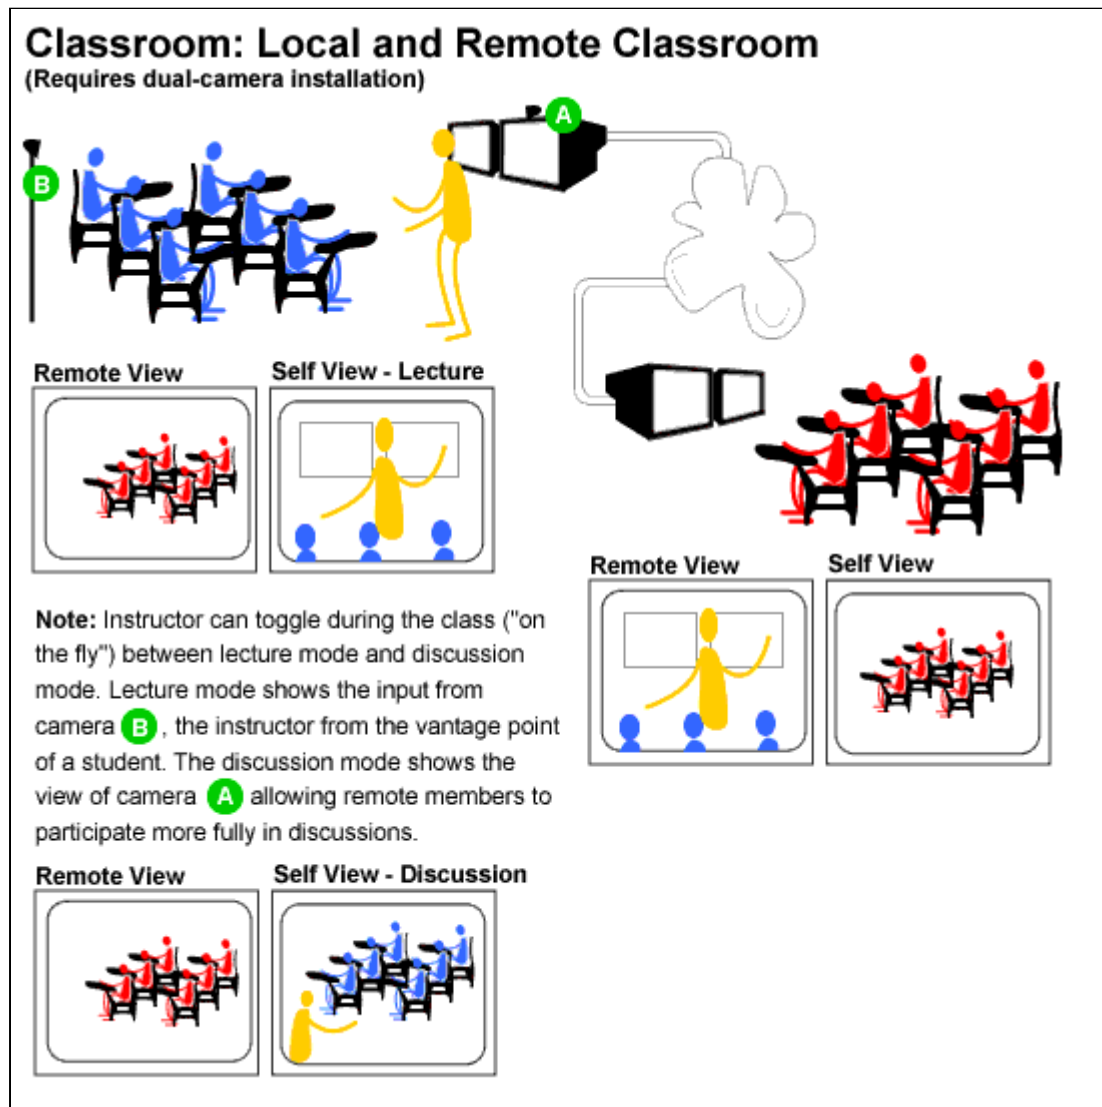 Classroom: Local and Remote Classroom
(Requires dual-camera installation)
A
B
Remote View
Self View - Lecture
Remote View
Self View
Note: Instructor can toggle during the class ("on
the fly") between lecture mode and discussion
mode. Lecture mode shows the input from
camera B , the instructor from the vantage point
of a student. The discussion mode shows the
view of camera A allowing remote members to
participate more fully in discussions.
Remote View
Self View - Discussion